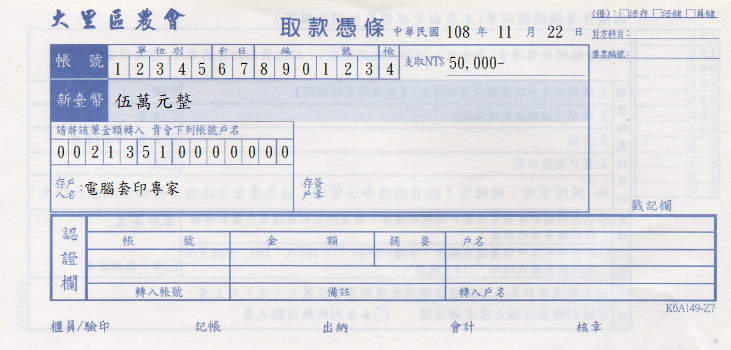 大里區農會 取款憑條 中華民國 108 年 11 月 22 日
(借)：□活存 □活儲 □員儲
對方科目：
傳票編號：
單位別 科目 編號 檢
帳號 1 2 3 4 5 6 7 8 9 0 1 2 3 4 支取NT$ 50,000-
新臺幣 伍萬元整
請將該筆金額轉入 貴會下列帳號戶名
0 0 2 1 3 5 1 0 0 0 0 0 0 0
存戶入名：電腦套印專家 存簽戶章
戳記欄
認證欄
帳號 金額 摘要 戶名
轉入帳號 備註 轉入戶名
K6A149-Z7
櫃員/驗印 記帳 出納 會計 核章